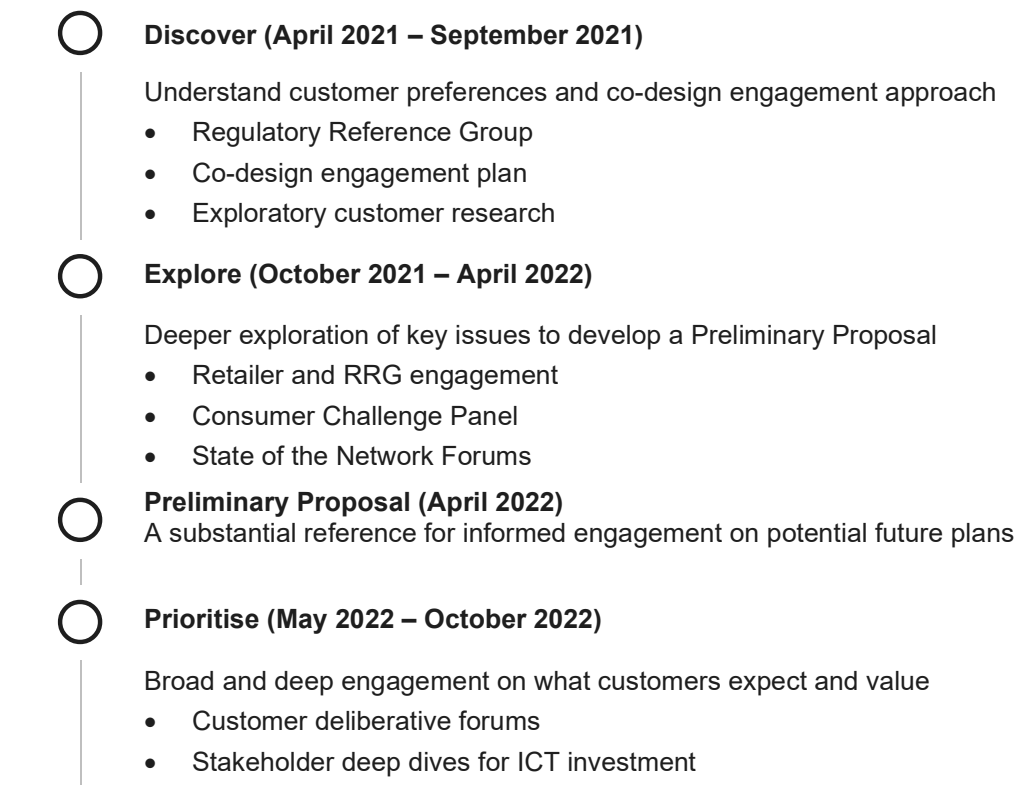 Discover (April 2021 – September 2021)
Understand customer preferences and co-design engagement approach
• Regulatory Reference Group
• Co-design engagement plan
• Exploratory customer research
Explore (October 2021 – April 2022)
Deeper exploration of key issues to develop a Preliminary Proposal
• Retailer and RRG engagement
• Consumer Challenge Panel
• State of the Network Forums
Preliminary Proposal (April 2022)
A substantial reference for informed engagement on potential future plans
Prioritise (May 2022 – October 2022)
Broad and deep engagement on what customers expect and value
• Customer deliberative forums
• Stakeholder deep dives for ICT investment